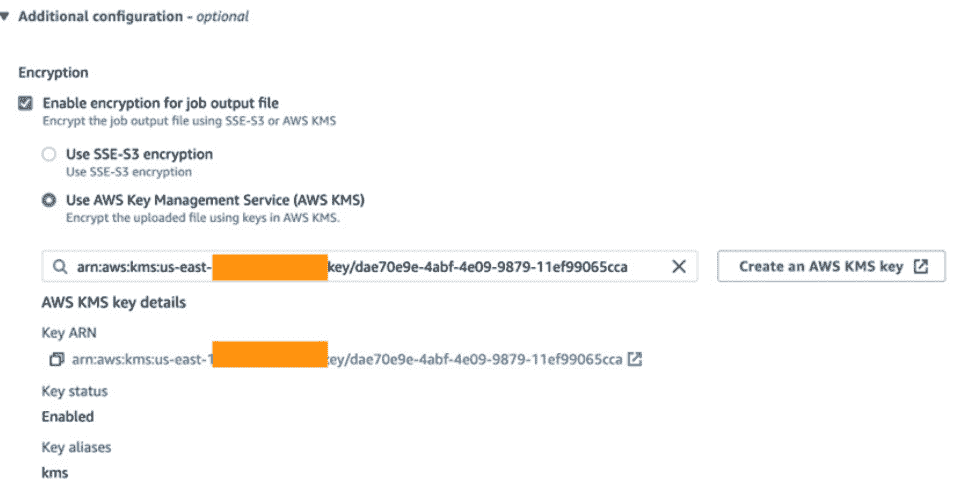 Additional configuration - optional
Encryption
Enable encryption for job output file
Encrypt the job output file using SSE-S3 or AWS KMS
Use SSE-S3 encryption
Use SSE-S3 encryption
Use AWS Key Management Service (AWS KMS)
Encrypt the uploaded file using keys in AWS KMS.
arn:aws:kms:us-east- key/dae70e9e-4abf-4e09-9879-11ef99065cca Create an AWS KMS key
AWS KMS key details
Key ARN
arn:aws:kms:us-east-1 key/dae70e9e-4abf-4e09-9879-11ef99065cca
Key status
Enabled
Key aliases
kms